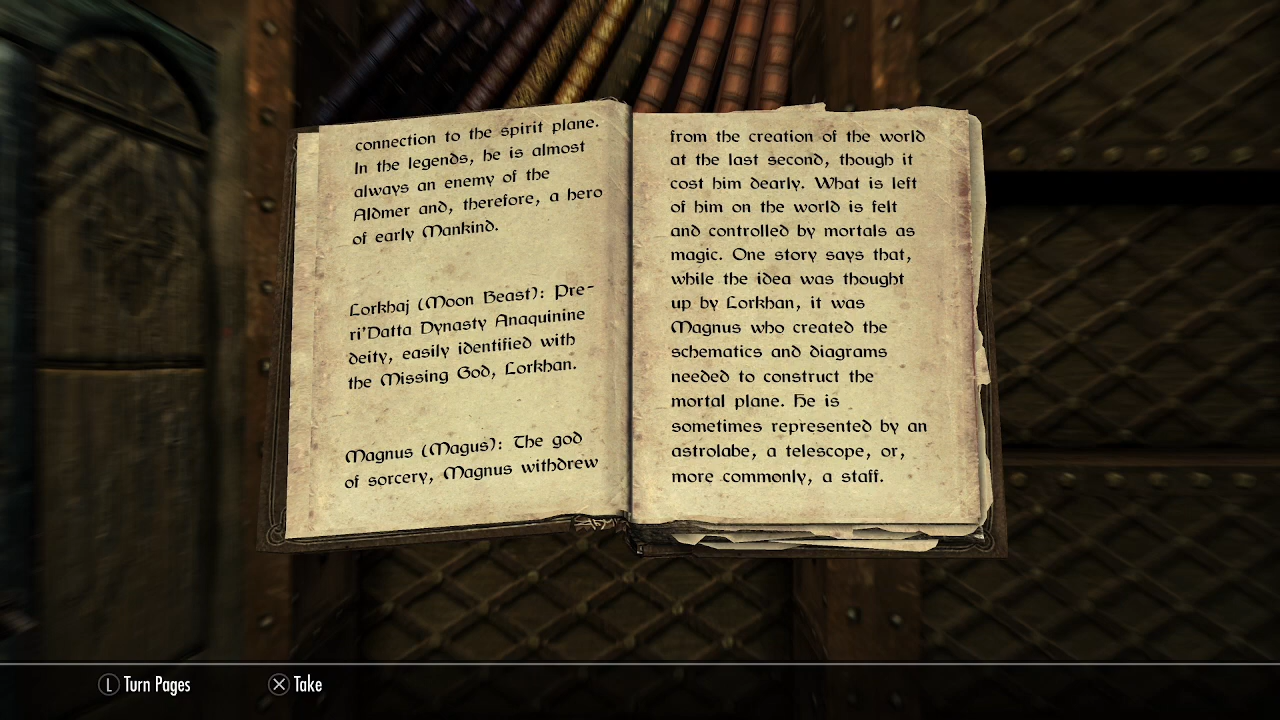 connection to the spirit plane.
In the legends, he is almost
always an enemy of the
Aldmer and, therefore, a hero
of early Mankind.
Lorkhaj (Moon Beast): Pre-
ri'Datta Dynasty Anaquinine
deity, easily identified with
the Missing God, Lorkhan.
Magnus (Magus): The god
of sorcery, Magnus withdrew
from the creation of the world
at the last second, though it
cost him dearly. What is left
of him on the world is felt
and controlled by mortals as
magic. One story says that,
while the idea was thought
up by Lorkhan, it was
Magnus who created the
schematics and diagrams
needed to construct the
mortal plane. He is
sometimes represented by an
astrolabe, a telescope, or,
more commonly, a staff.
L Turn Pages
X Take